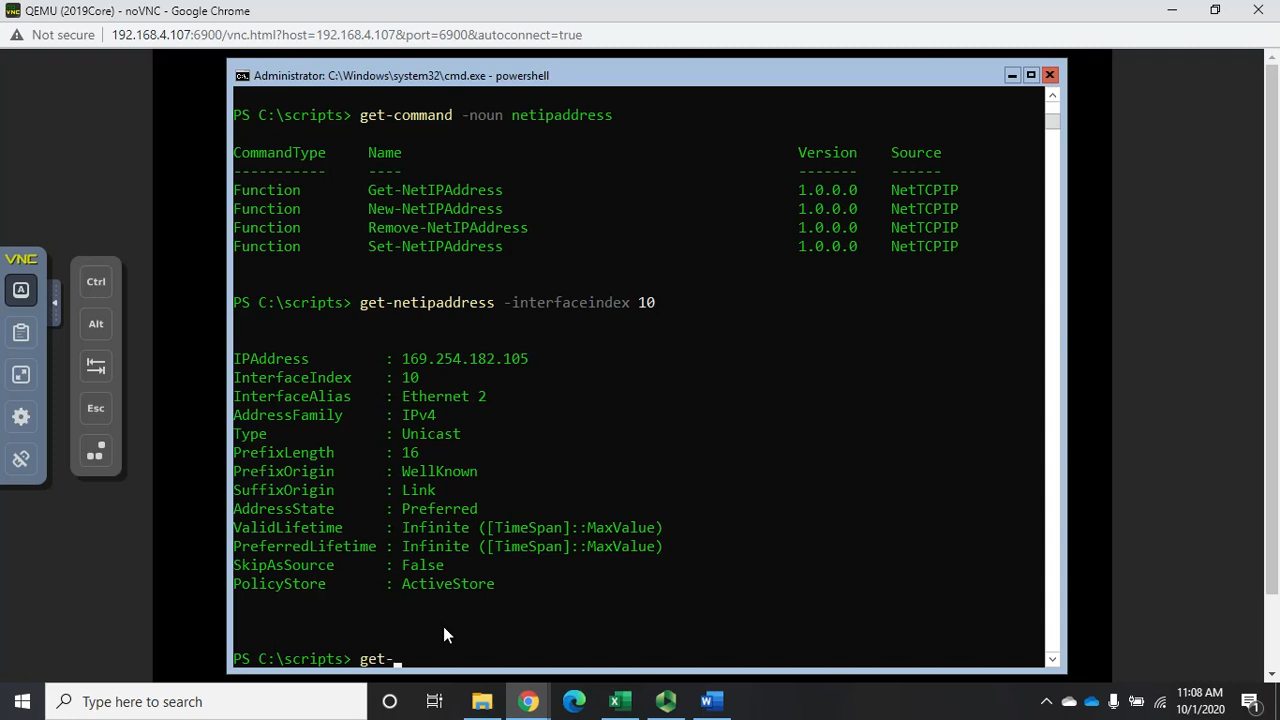 QEMU (2019Core) - noVNC - Google Chrome
Not secure 192.168.4.107:6900/vnc.html?host=192.168.4.107&port=6900&autoconnect=true
Administrator: C:\Windows\system32\cmd.exe - powershell
PS C:\scripts> get-command -noun netipaddress
CommandType Name Version Source
----------- ---- ------- ------
Function Get-NetIPAddress 1.0.0.0 NetTCPIP
Function New-NetIPAddress 1.0.0.0 NetTCPIP
Function Remove-NetIPAddress 1.0.0.0 NetTCPIP
Function Set-NetIPAddress 1.0.0.0 NetTCPIP
PS C:\scripts> get-netipaddress -interfaceindex 10
IPAddress : 169.254.182.105
InterfaceIndex : 10
InterfaceAlias : Ethernet 2
AddressFamily : IPv4
Type : Unicast
PrefixLength : 16
PrefixOrigin : WellKnown
SuffixOrigin : Link
AddressState : Preferred
ValidLifetime : Infinite ([TimeSpan]::MaxValue)
PreferredLifetime : Infinite ([TimeSpan]::MaxValue)
SkipAsSource : False
PolicyStore : ActiveStore
PS C:\scripts> get-_
VNC
A
Ctrl
Alt
Esc
Type here to search
11:08 AM
10/1/2020
1